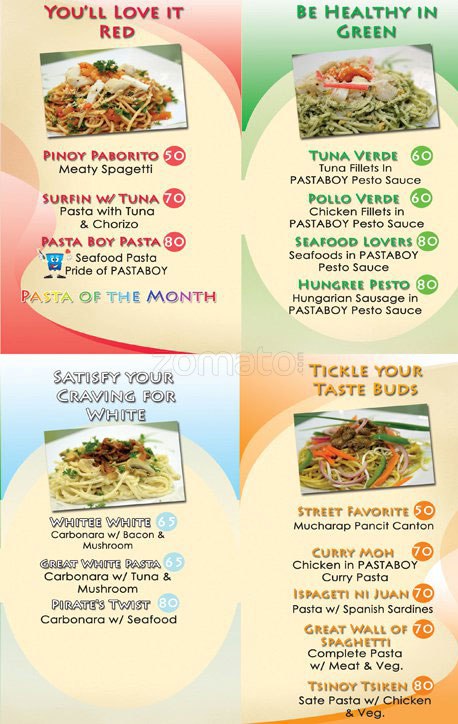 YOU'LL LOVE IT
RED
PINOY PABORITO 50
Meaty Spagetti
SURFIN W/ TUNA 70
Pasta with Tuna
& Chorizo
PASTA BOY PASTA 80
Seafood Pasta
Pride of PASTABOY
PASTA OF THE MONTH
BE HEALTHY IN
GREEN
TUNA VERDE 60
Tuna Fillets In
PASTABOY Pesto Sauce
POLLO VERDE 60
Chicken Fillets in
PASTABOY Pesto Sauce
SEAFOOD LOVERS 80
Seafoods in PASTABOY
Pesto Sauce
HUNGREE PESTO 80
Hungarian Sausage in
PASTABOY Pesto Sauce
zomato.com
SATISFY YOUR
CRAVING FOR
WHITE
WHITEE WHITE 65
Carbonara w/ Bacon &
Mushroom
GREAT WHITE PASTA 65
Carbonara w/ Tuna &
Mushroom
PIRATE'S TWIST 80
Carbonara w/ Seafood
TICKLE YOUR
TASTE BUDS
STREET FAVORITE 50
Mucharap Pancit Canton
CURRY MOH 70
Chicken in PASTABOY
Curry Pasta
ISPAGETI NI JUAN 70
Pasta w/ Spanish Sardines
GREAT WALL OF
SPAGHETTI 70
Complete Pasta
w/ Meat & Veg.
TSINOY TSIKEN 80
Sate Pasta w/ Chicken
& Veg.